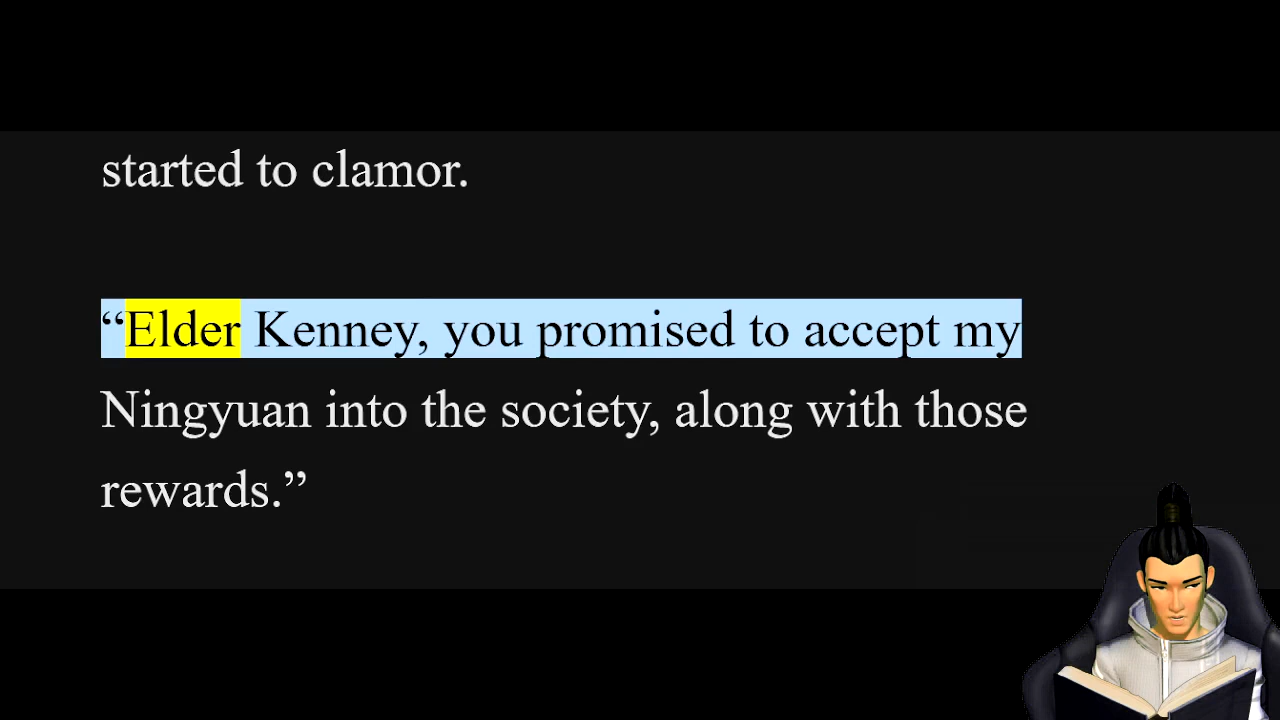 started to clamor.
“Elder Kenney, you promised to accept my
Ningyuan into the society, along with those
rewards.”